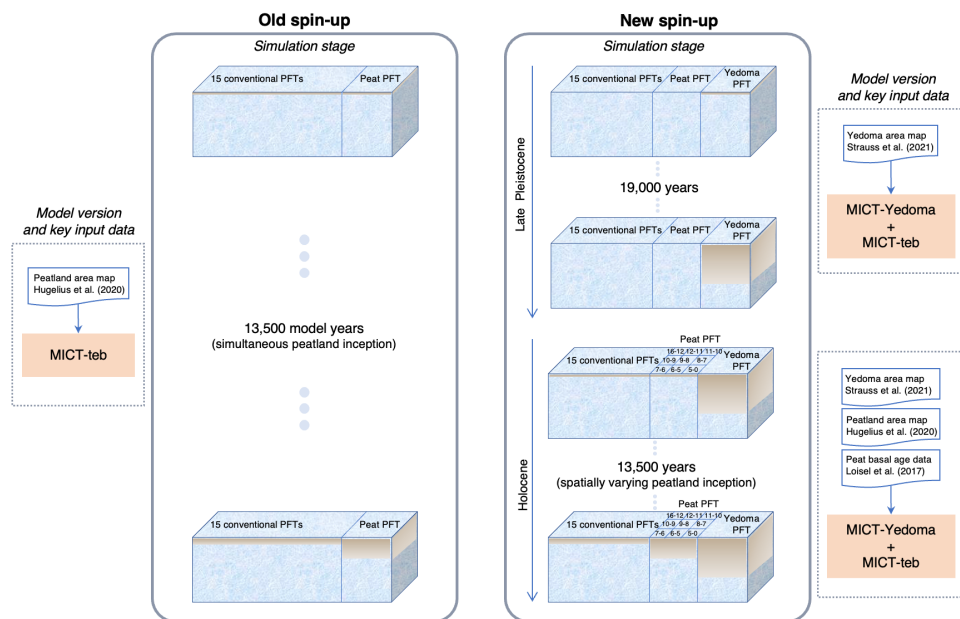 Old spin-up
Simulation stage
15 conventional PFTs
Peat PFT
Model version
and key input data
Peatland area map
Hugelius et al. (2020)
MICT-teb
13,500 model years
(simultaneous peatland inception)
15 conventional PFTs
Peat PFT
New spin-up
Simulation stage
Late Pleistocene
15 conventional PFTs
Peat PFT
Yedoma
PFT
19,000 years
15 conventional PFTs
Peat PFT
Yedoma
PFT
Holocene
Peat PFT
15 conventional PFTs
16-12
12-11
11-10
10-9
9-8
8-7
7-6
6-5
5-0
Yedoma
PFT
13,500 years
(spatially varying peatland inception)
Peat PFT
15 conventional PFTs
16-12
12-11
11-10
10-9
9-8
8-7
7-6
6-5
5-0
Yedoma
PFT
Model version
and key input data
Yedoma area map
Strauss et al. (2021)
MICT-Yedoma
+
MICT-teb
Yedoma area map
Strauss et al. (2021)
Peatland area map
Hugelius et al. (2020)
Peat basal age data
Loisel et al. (2017)
MICT-Yedoma
+
MICT-teb